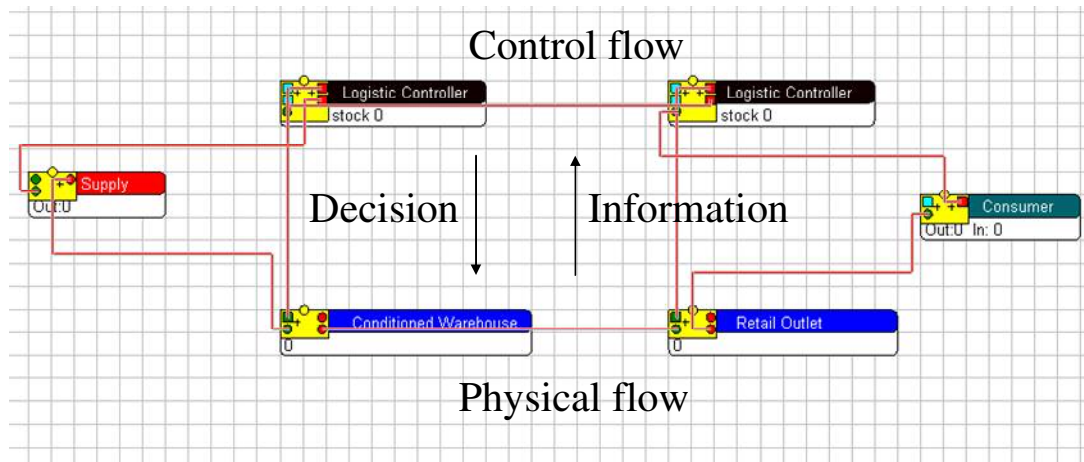 Control flow
Logistic Controller
stock 0
Logistic Controller
stock 0
Supply
Out:0
Decision
Information
Consumer
Out:0 In: 0
Conditioned Warehouse
0
Retail Outlet
0
Physical flow